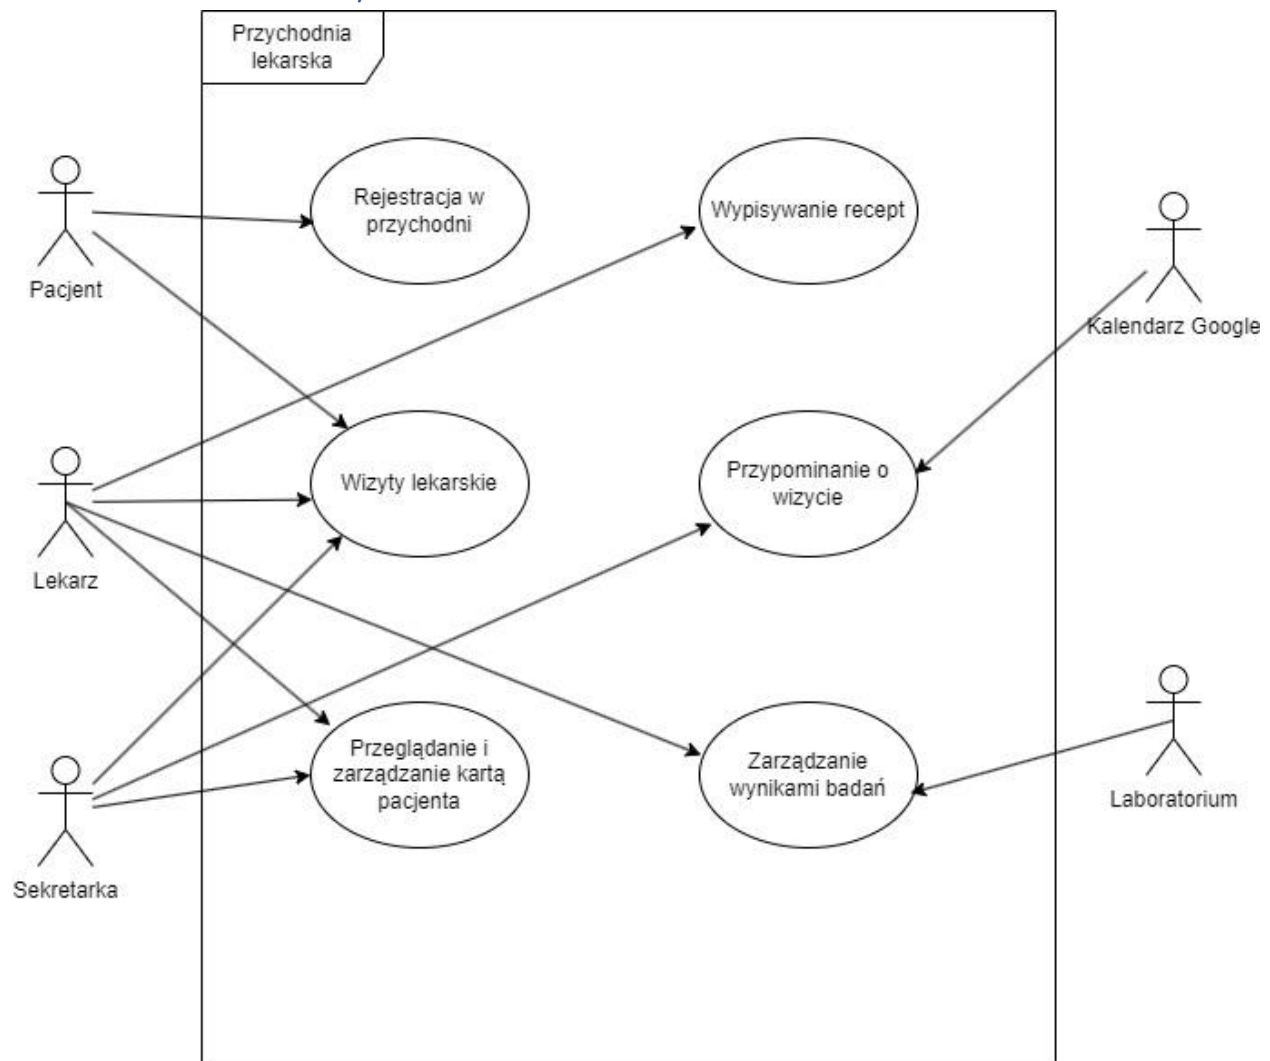 Przychodnia
lekarska
Rejestracja w
przychodni
Wypisywanie recept
Pacjent
Kalendarz Google
Wizyty lekarskie
Przypominanie o
wizycie
Lekarz
Przeglądanie i
zarządzanie kartą
pacjenta
Zarządzanie
wynikami badań
Laboratorium
Sekretarka